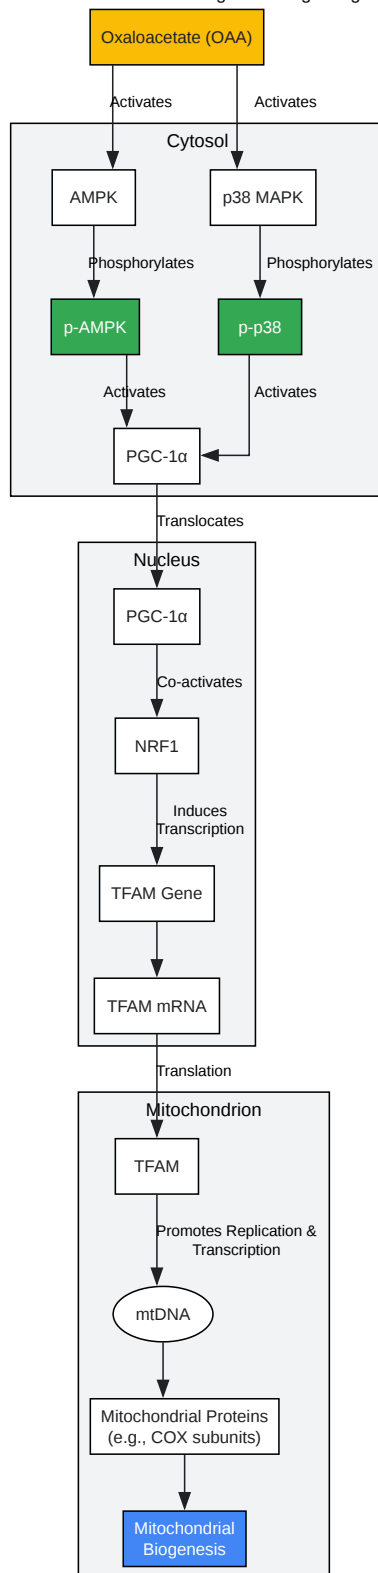 Oxaloacetate (OAA)
Activates
Activates
Cytosol
AMPK
p38 MAPK
Phosphorylates
Phosphorylates
p-AMPK
p-p38
Activates
Activates
PGC-1α
Translocates
Nucleus
PGC-1α
Co-activates
NRF1
Induces
Transcription
TFAM Gene
TFAM mRNA
Translation
Mitochondrion
TFAM
Promotes Replication &
Transcription
mtDNA
Mitochondrial Proteins
(e.g., COX subunits)
Mitochondrial
Biogenesis